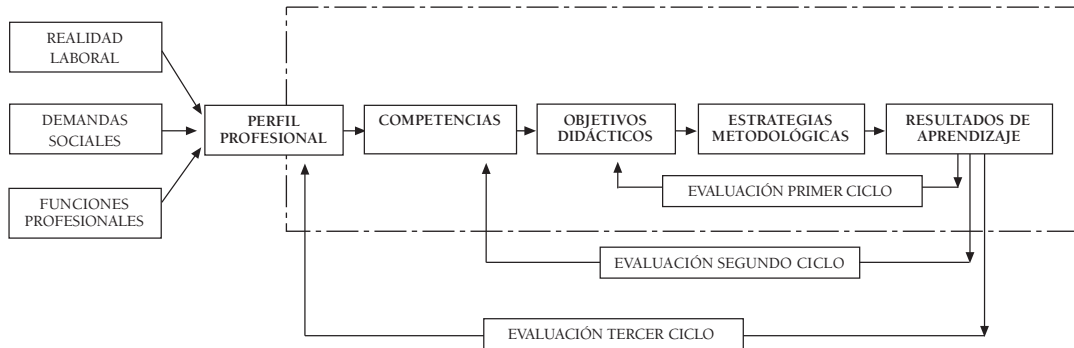 REALIDAD
LABORAL
DEMANDAS
SOCIALES
FUNCIONES
PROFESIONALES
PERFIL
PROFESIONAL
COMPETENCIAS
OBJETIVOS
DIDÁCTICOS
ESTRATEGIAS
METODOLÓGICAS
RESULTADOS DE
APRENDIZAJE
EVALUACIÓN PRIMER CICLO
EVALUACIÓN SEGUNDO CICLO
EVALUACIÓN TERCER CICLO